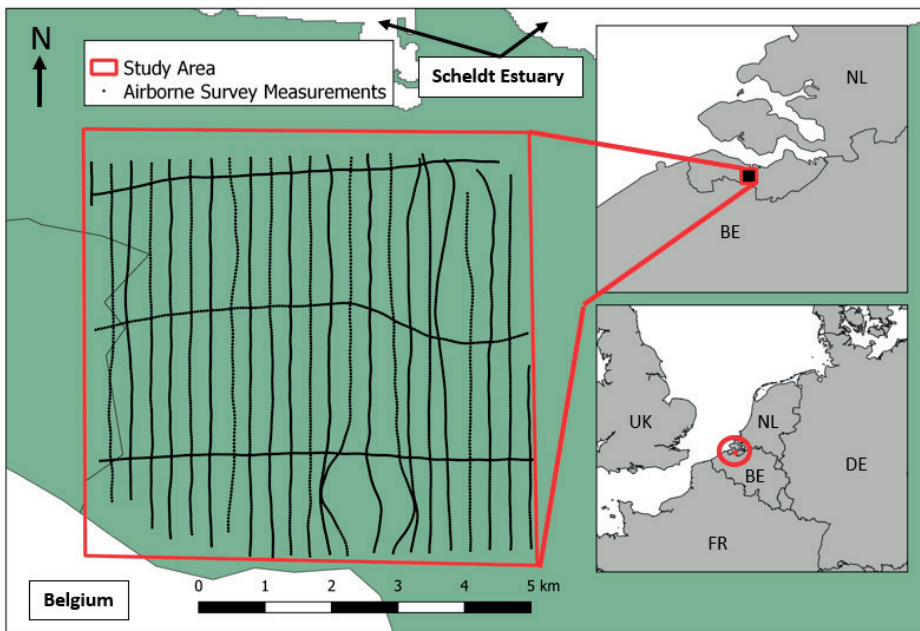 N
Study Area
Airborne Survey Measurements
Scheldt Estuary
Belgium
0 1 2 3 4 5 km
NL
BE
UK
NL
BE
DE
FR